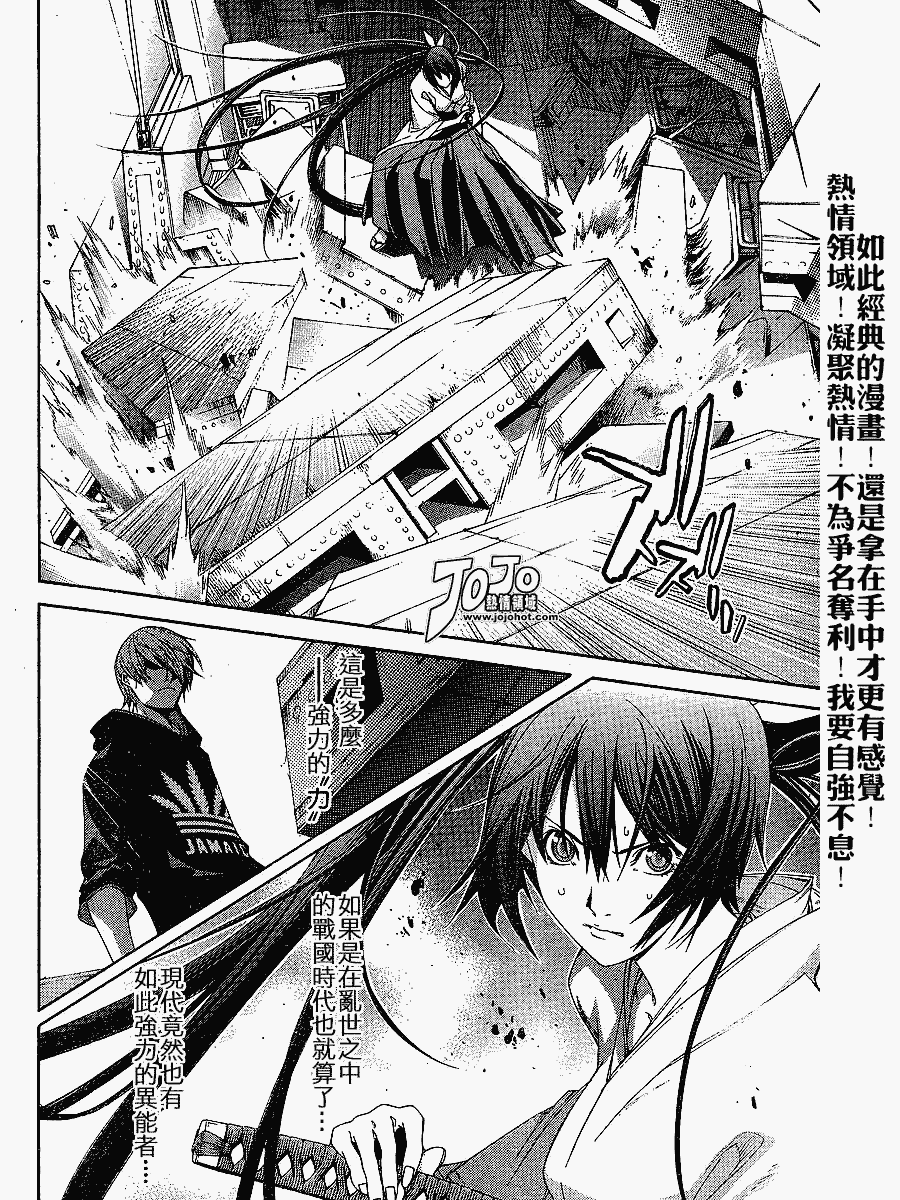 如此經典的漫畫！還是拿在手中才更有感覺！
熱情領域！凝聚熱情！不為爭名奪利！我要自強不息！
ズズ…
JOJO
熱情領域
www.jojohot.com
這是多麼
──強力的〝力〞
JAMAI
如果是在亂世之中
的戰國時代也就算了…
現代竟然也有
如此強力的異能者…